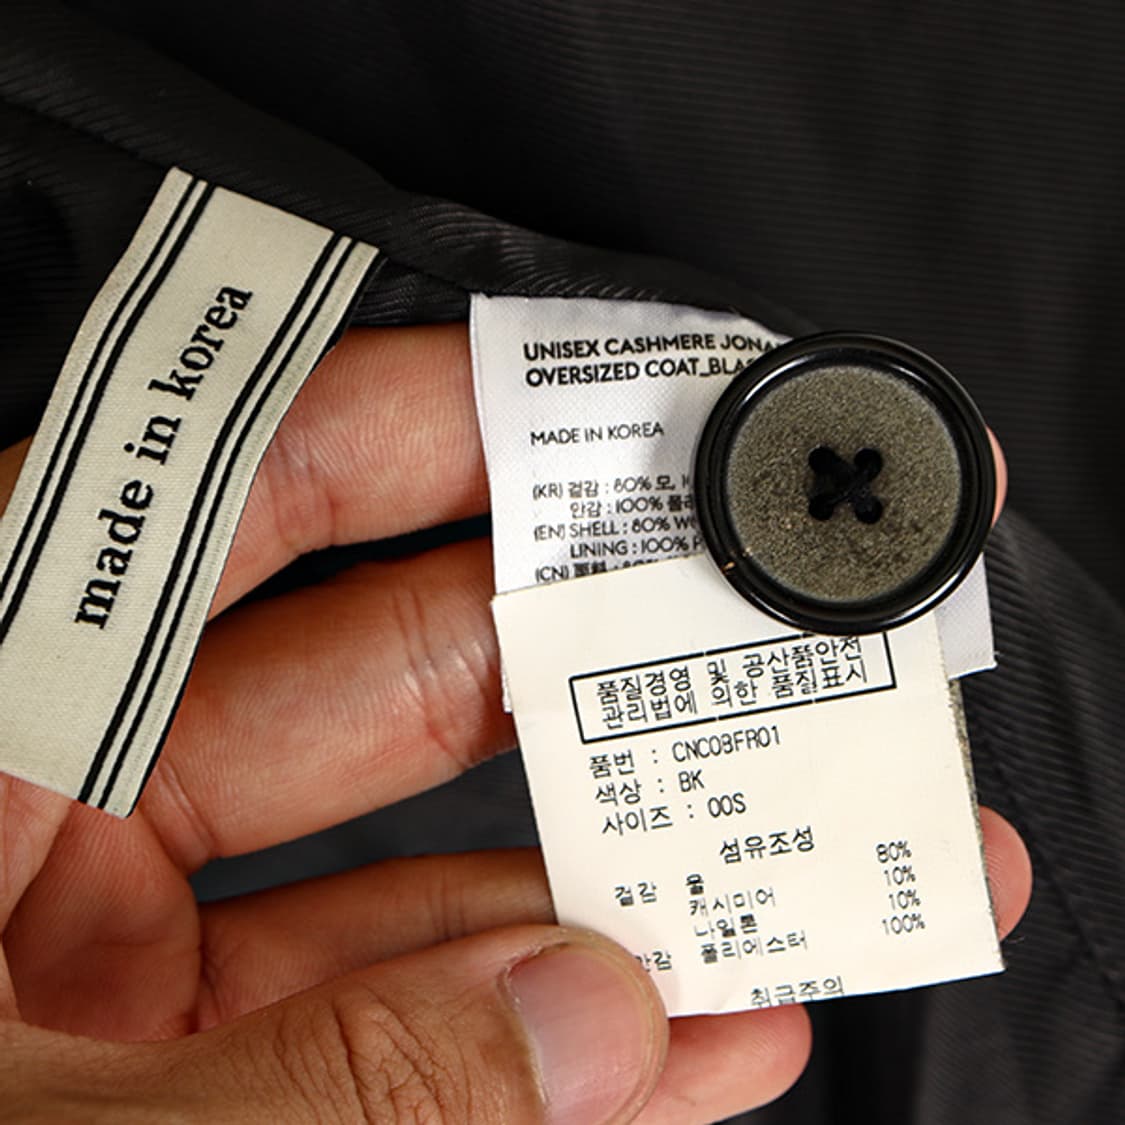 made in korea
UNISEX CASHMERE
OVERSIZED COAT_
MADE IN KOREA
(KR) 겉감 : 80% 모,
안감 : 100%
(EN) SHELL : 80%
LINING : 100%
(CN)
품질경영 및 공산품안전
관리법에 의한 품질표시
품번 : CNC0BFR01
색상 : BK
사이즈 : 00S
섬유조성
겉감 울 80%
캐시미어 10%
나일론 10%
안감 폴리에스터 100%
취급주의